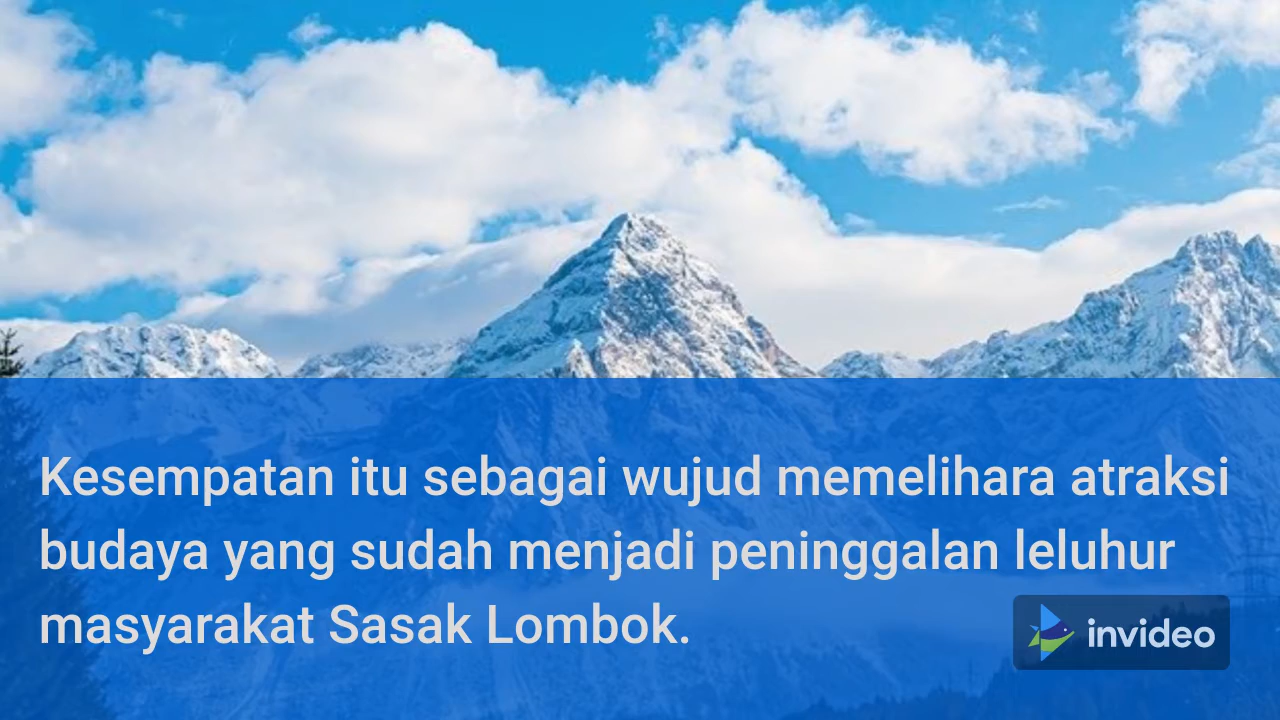 Kesempatan itu sebagai wujud memelihara atraksi
budaya yang sudah menjadi peninggalan leluhur
masyarakat Sasak Lombok.
invideo